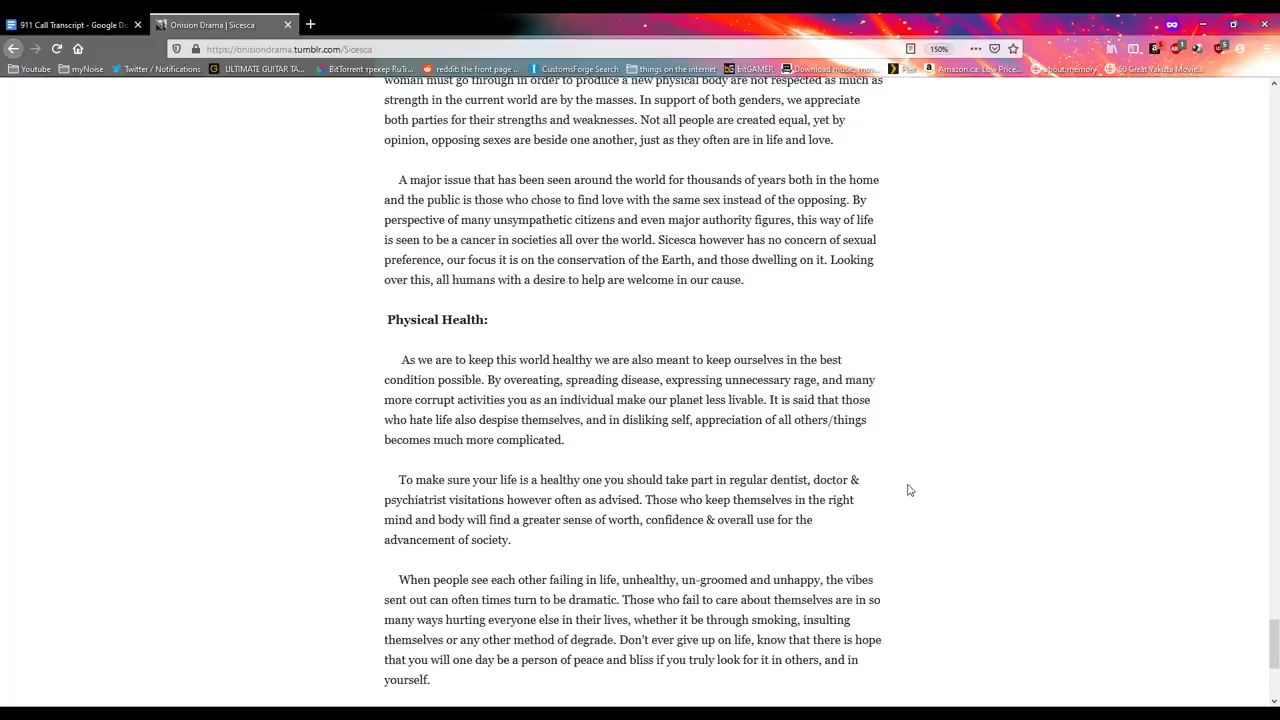 911 Call Transcript - Google Do
Onision Drama | Sicesca
https://onisiondrama.tumblr.com/Sicesca
150%
Youtube
myNoise
Twitter / Notifications
ULTIMATE GUITAR TA...
BitTorrent трекер RuT...
reddit: the front page ...
CustomsForge Search
things on the internet
bitGAMER
Download music, mov...
Plex
Amazon.ca: Low Price...
about:memory
50 Great Yakuza Movie...
woman must go through in order to produce a new physical body are not respected as much as
strength in the current world are by the masses. In support of both genders, we appreciate
both parties for their strengths and weaknesses. Not all people are created equal, yet by
opinion, opposing sexes are beside one another, just as they often are in life and love.
A major issue that has been seen around the world for thousands of years both in the home
and the public is those who chose to find love with the same sex instead of the opposing. By
perspective of many unsympathetic citizens and even major authority figures, this way of life
is seen to be a cancer in societies all over the world. Sicesca however has no concern of sexual
preference, our focus it is on the conservation of the Earth, and those dwelling on it. Looking
over this, all humans with a desire to help are welcome in our cause.
Physical Health:
As we are to keep this world healthy we are also meant to keep ourselves in the best
condition possible. By overeating, spreading disease, expressing unnecessary rage, and many
more corrupt activities you as an individual make our planet less livable. It is said that those
who hate life also despise themselves, and in disliking self, appreciation of all others/things
becomes much more complicated.
To make sure your life is a healthy one you should take part in regular dentist, doctor &
psychiatrist visitations however often as advised. Those who keep themselves in the right
mind and body will find a greater sense of worth, confidence & overall use for the
advancement of society.
When people see each other failing in life, unhealthy, un-groomed and unhappy, the vibes
sent out can often times turn to be dramatic. Those who fail to care about themselves are in so
many ways hurting everyone else in their lives, whether it be through smoking, insulting
themselves or any other method of degrade. Don't ever give up on life, know that there is hope
that you will one day be a person of peace and bliss if you truly look for it in others, and in
yourself.